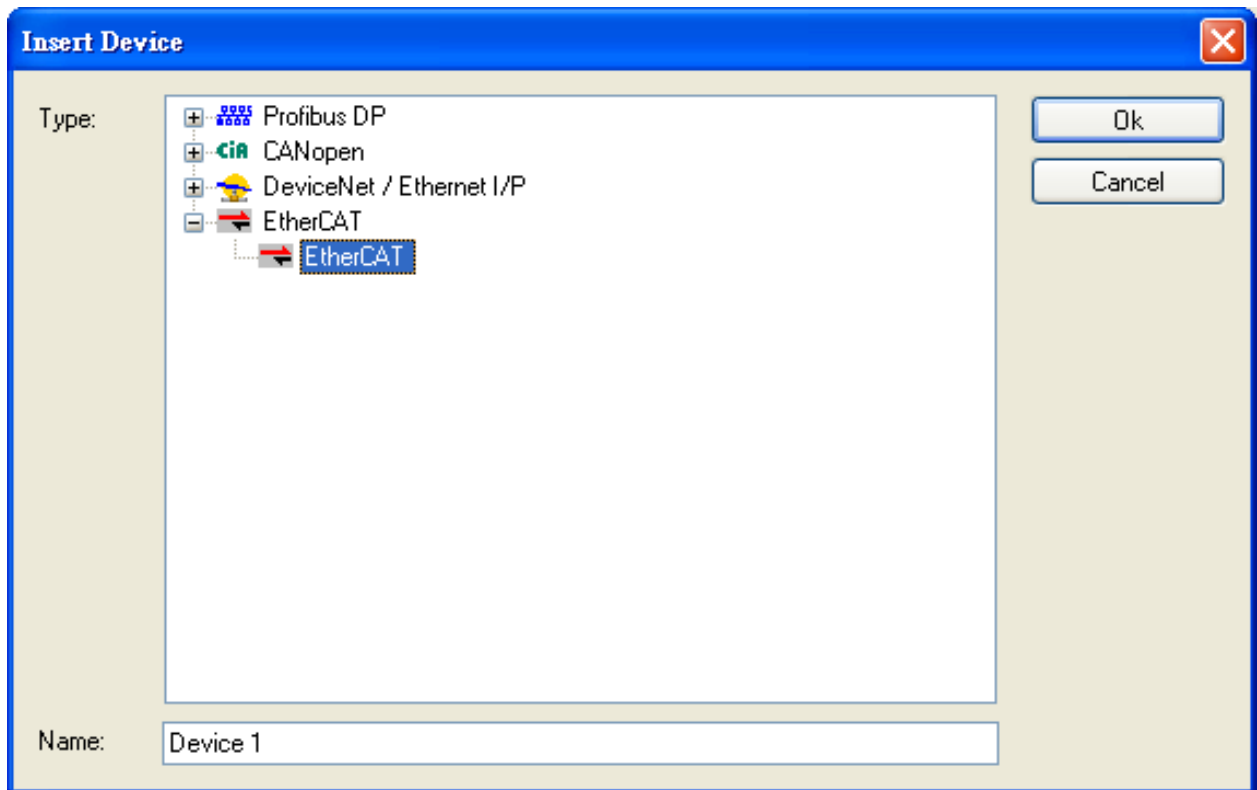 Insert Device
Type:
Profibus DP
CiA CANopen
DeviceNet / Ethernet I/P
EtherCAT
EtherCAT
Ok
Cancel
Name:
Device 1